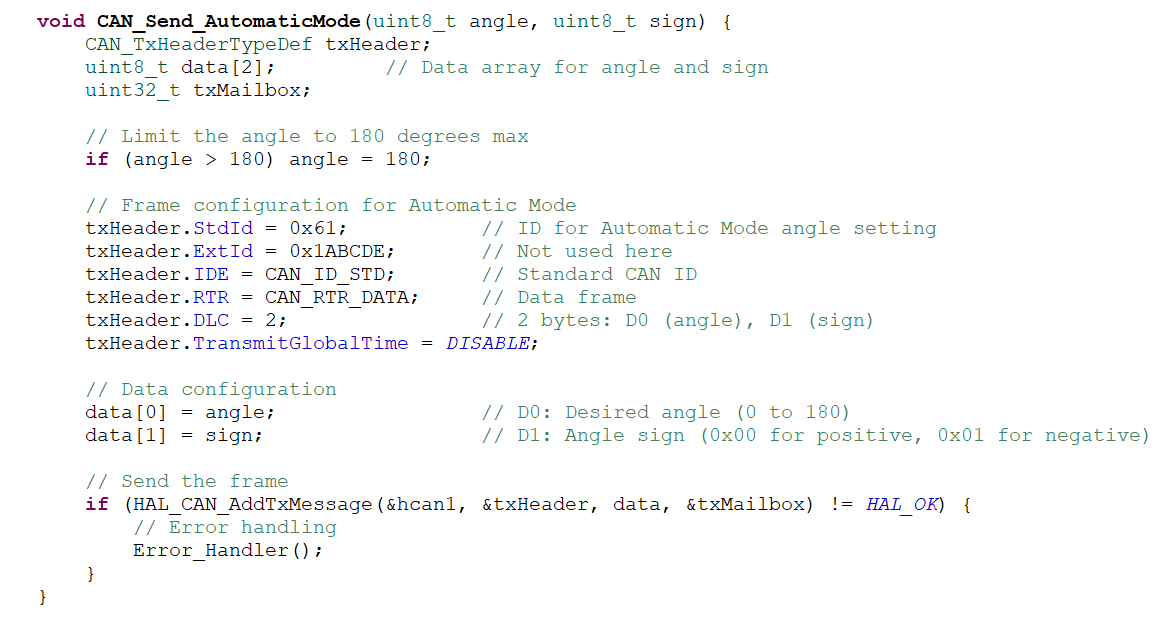 void CAN_Send_AutomaticMode(uint8_t angle, uint8_t sign) {
    CAN_TxHeaderTypeDef txHeader;
    uint8_t data[2];         // Data array for angle and sign
    uint32_t txMailbox;

    // Limit the angle to 180 degrees max
    if (angle > 180) angle = 180;

    // Frame configuration for Automatic Mode
    txHeader.StdId = 0x61;           // ID for Automatic Mode angle setting
    txHeader.ExtId = 0x1ABCDE;       // Not used here
    txHeader.IDE = CAN_ID_STD;       // Standard CAN ID
    txHeader.RTR = CAN_RTR_DATA;     // Data frame
    txHeader.DLC = 2;                // 2 bytes: D0 (angle), D1 (sign)
    txHeader.TransmitGlobalTime = DISABLE;

    // Data configuration
    data[0] = angle;                 // D0: Desired angle (0 to 180)
    data[1] = sign;                  // D1: Angle sign (0x00 for positive, 0x01 for negative)

    // Send the frame
    if (HAL_CAN_AddTxMessage(&hcan1, &txHeader, data, &txMailbox) != HAL_OK) {
        // Error handling
        Error_Handler();
    }
}